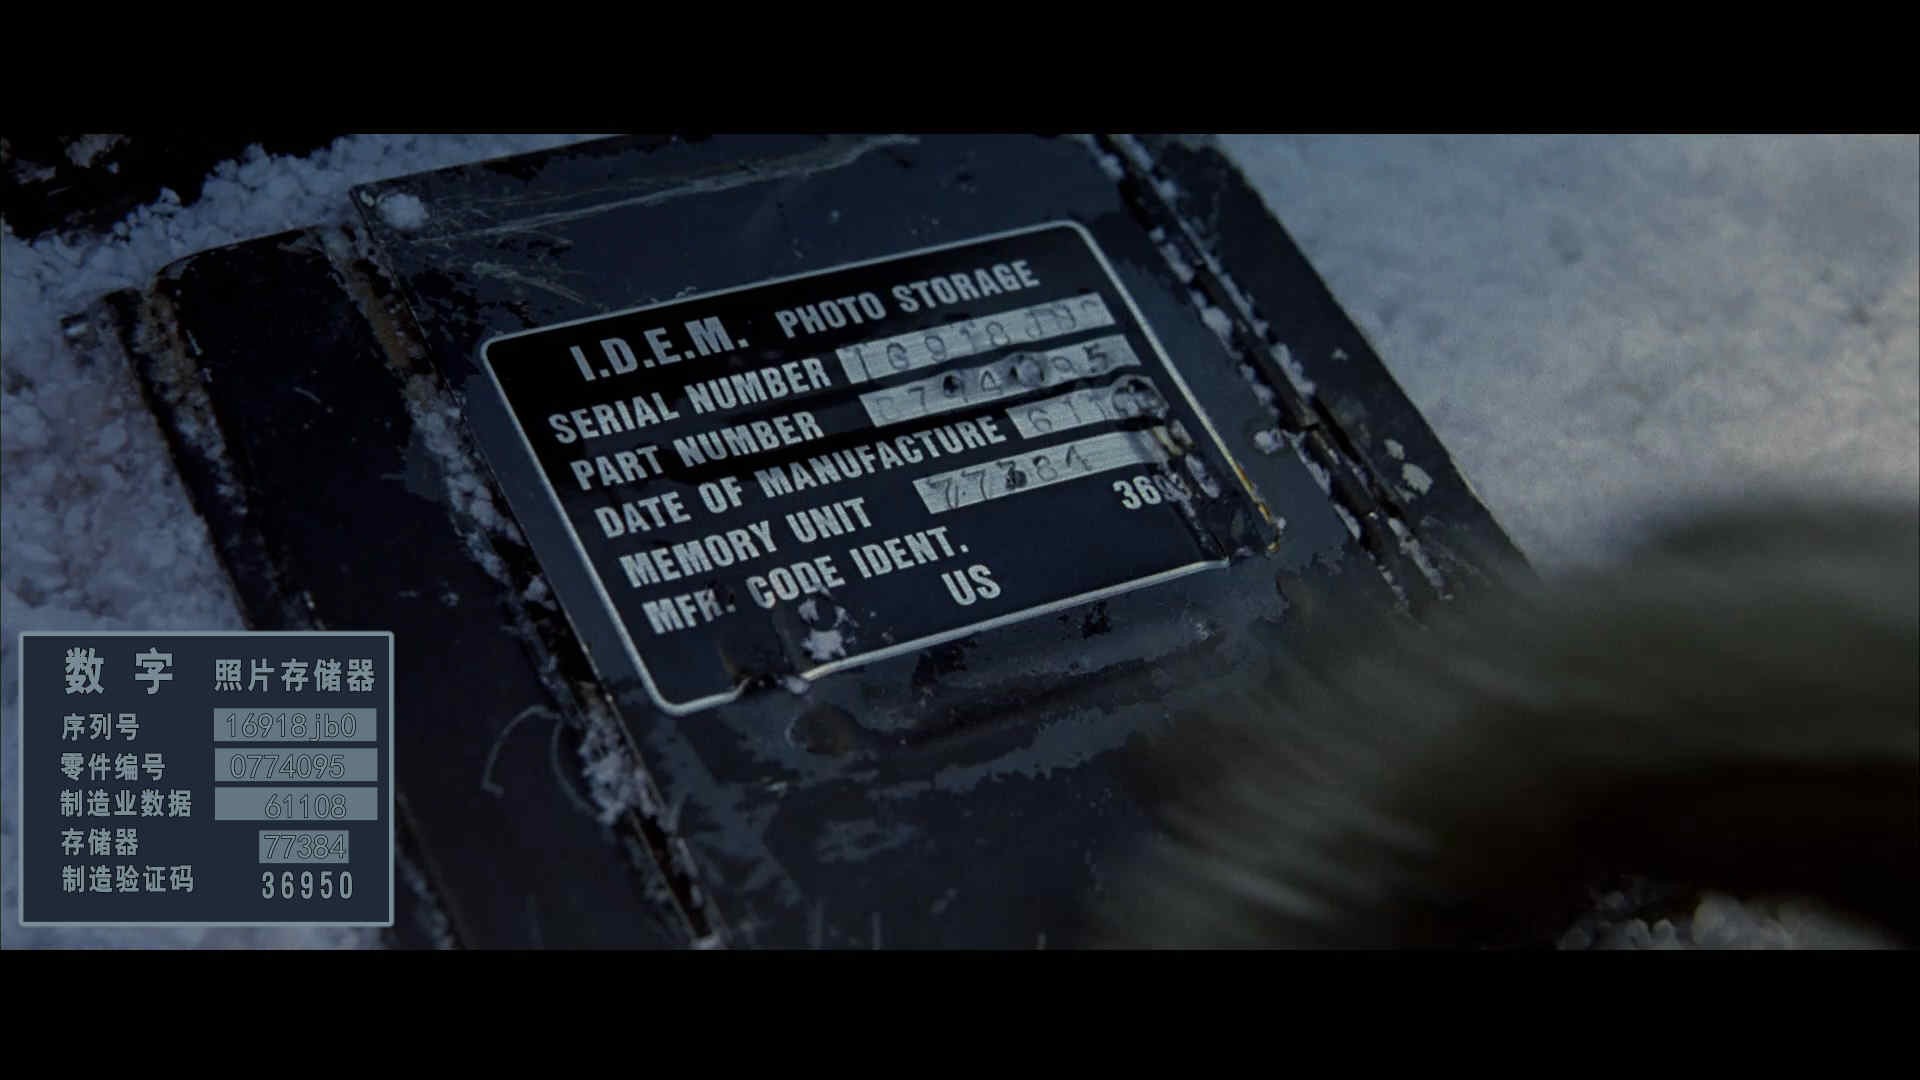 I.D.E.M. PHOTO STORAGE
SERIAL NUMBER
PART NUMBER
DATE OF MANUFACTURE
MEMORY UNIT 77384
MFR. CODE IDENT.
US
数 字 照片存储器
序列号 16918jb0
零件编号 0774095
制造业数据 61108
存储器 77384
制造验证码 36950